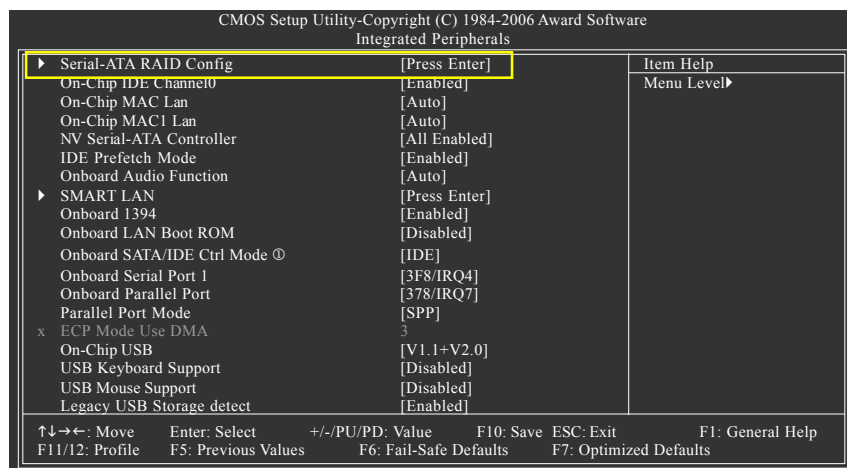 CMOS Setup Utility-Copyright (C) 1984-2006 Award Software
Integrated Peripherals
▶ Serial-ATA RAID Config [Press Enter] Item Help
On-Chip IDE Channel0 [Enabled] Menu Level▶
On-Chip MAC Lan [Auto]
On-Chip MAC1 Lan [Auto]
NV Serial-ATA Controller [All Enabled]
IDE Prefetch Mode [Enabled]
Onboard Audio Function [Auto]
▶ SMART LAN [Press Enter]
Onboard 1394 [Enabled]
Onboard LAN Boot ROM [Disabled]
Onboard SATA/IDE Ctrl Mode ① [IDE]
Onboard Serial Port 1 [3F8/IRQ4]
Onboard Parallel Port [378/IRQ7]
Parallel Port Mode [SPP]
x ECP Mode Use DMA 3
On-Chip USB [V1.1+V2.0]
USB Keyboard Support [Disabled]
USB Mouse Support [Disabled]
Legacy USB Storage detect [Enabled]
↑↓→←: Move Enter: Select +/-/PU/PD: Value F10: Save ESC: Exit F1: General Help
F11/12: Profile F5: Previous Values F6: Fail-Safe Defaults F7: Optimized Defaults